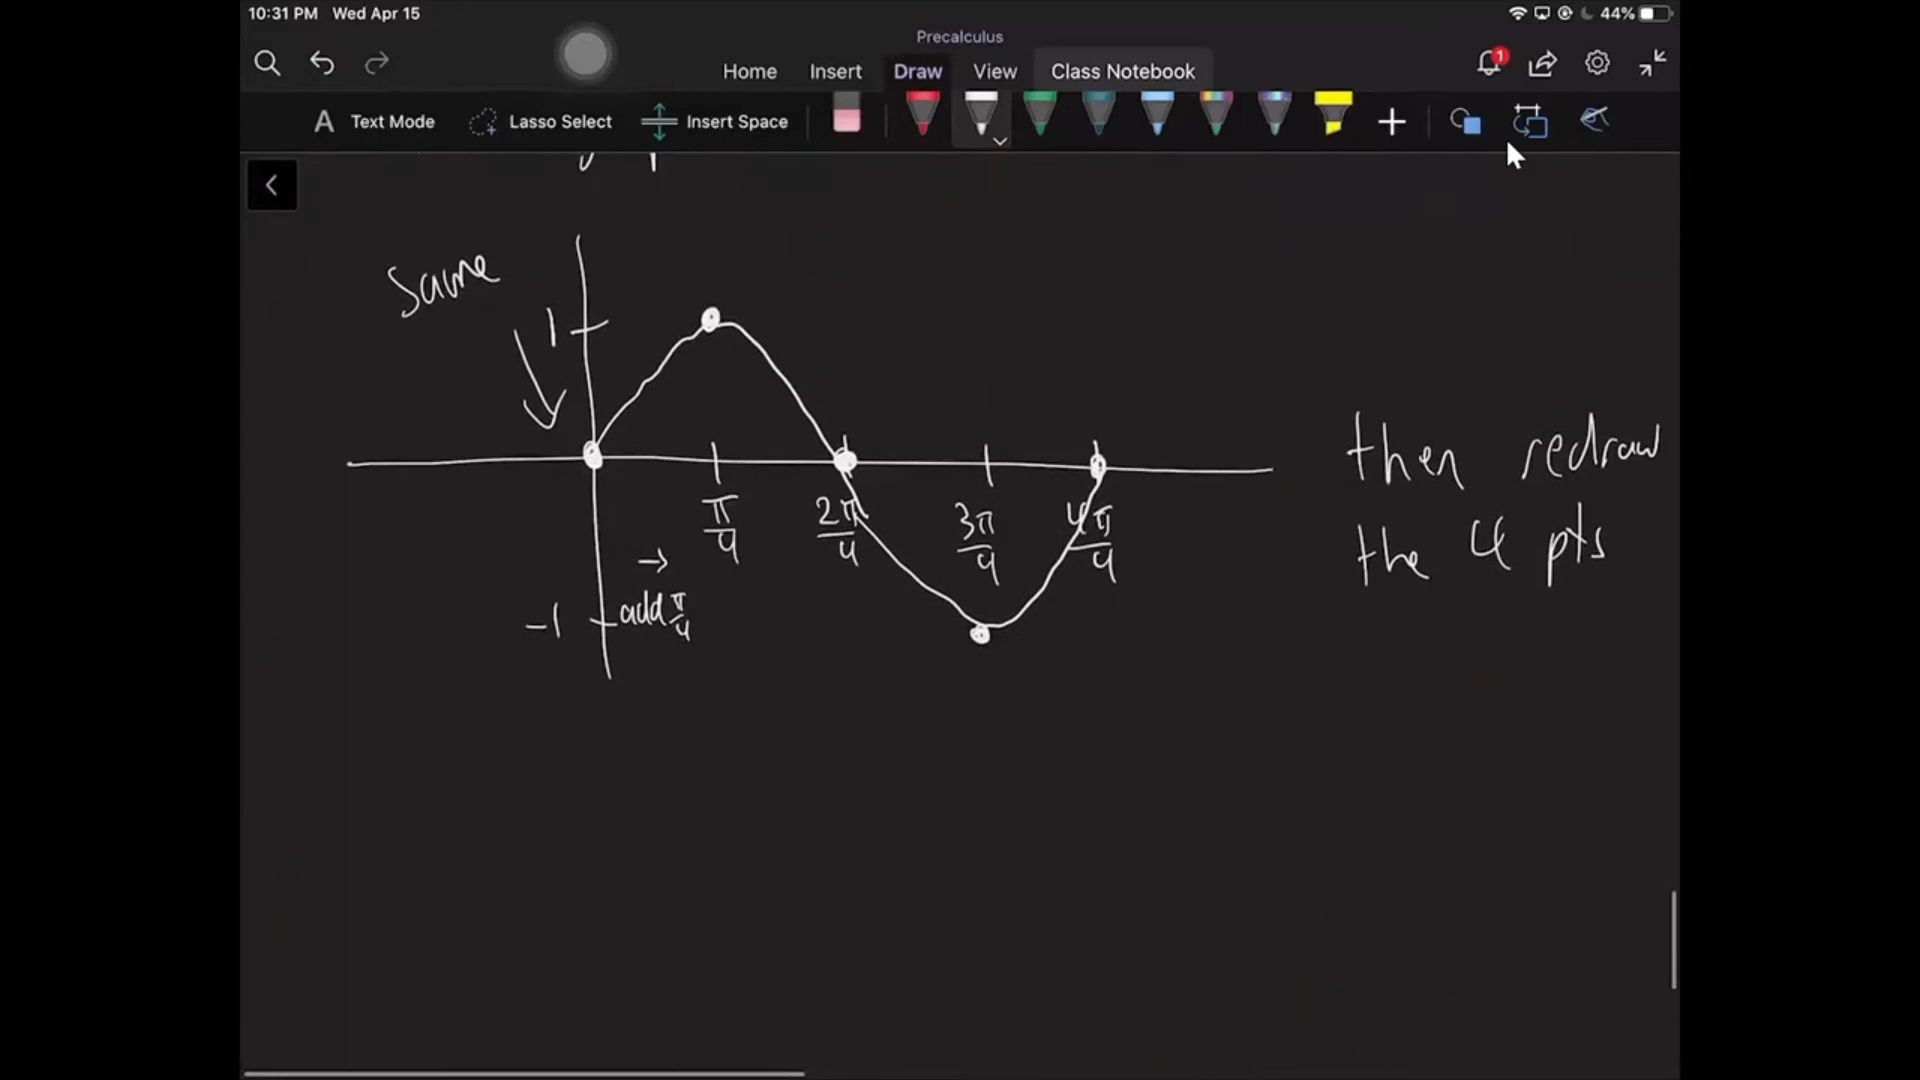 10:31 PM Wed Apr 15
44%
Precalculus
Home Insert Draw View Class Notebook
1
A Text Mode Lasso Select Insert Space
Same
1
then redraw
the 4 pts
π/4 2π/4 3π/4 4π/4
→
add π/4
-1